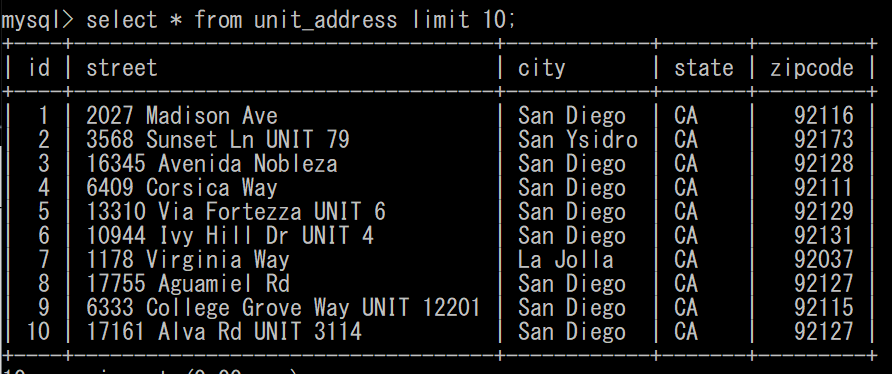 mysql> select * from unit_address limit 10;
+----+----------------------------------+------------+-------+---------+
| id | street                           | city       | state | zipcode |
+----+----------------------------------+------------+-------+---------+
|  1 | 2027 Madison Ave                 | San Diego  | CA    |   92116 |
|  2 | 3568 Sunset Ln UNIT 79           | San Ysidro | CA    |   92173 |
|  3 | 16345 Avenida Nobleza            | San Diego  | CA    |   92128 |
|  4 | 6409 Corsica Way                 | San Diego  | CA    |   92111 |
|  5 | 13310 Via Fortezza UNIT 6        | San Diego  | CA    |   92129 |
|  6 | 10944 Ivy Hill Dr UNIT 4         | San Diego  | CA    |   92131 |
|  7 | 1178 Virginia Way                | La Jolla   | CA    |   92037 |
|  8 | 17755 Aguamiel Rd                | San Diego  | CA    |   92127 |
|  9 | 6333 College Grove Way UNIT 12201 | San Diego  | CA    |   92115 |
| 10 | 17161 Alva Rd UNIT 3114          | San Diego  | CA    |   92127 |
+----+----------------------------------+------------+-------+---------+